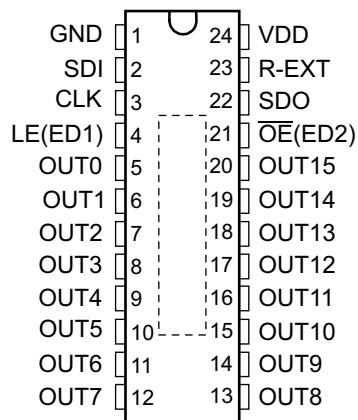 GND 1 24 VDD
SDI 2 23 R-EXT
CLK 3 22 SDO
LE(ED1) 4 21 O̅E̅(ED2)
OUT0 5 20 OUT15
OUT1 6 19 OUT14
OUT2 7 18 OUT13
OUT3 8 17 OUT12
OUT4 9 16 OUT11
OUT5 10 15 OUT10
OUT6 11 14 OUT9
OUT7 12 13 OUT8